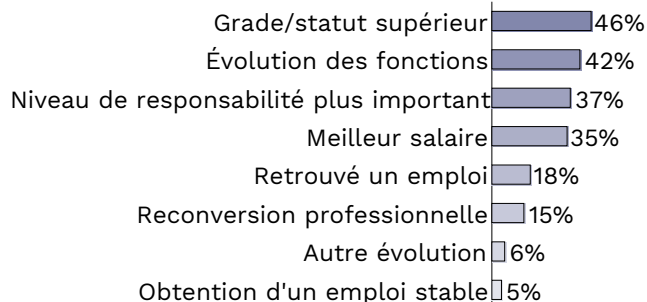 Grade/statut supérieur 46%
Évolution des fonctions 42%
Niveau de responsabilité plus important 37%
Meilleur salaire 35%
Retrouvé un emploi 18%
Reconversion professionnelle 15%
Autre évolution 6%
Obtention d'un emploi stable 5%